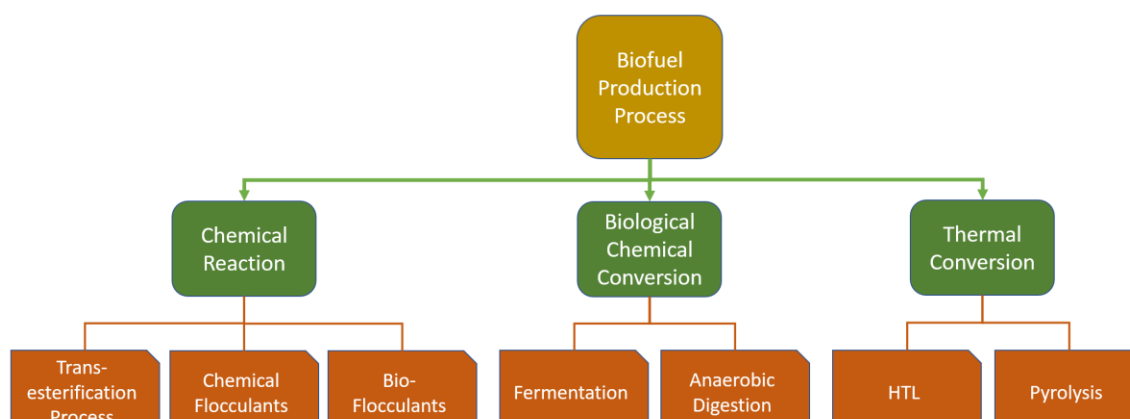 Biofuel
Production
Process
Chemical
Reaction
Biological
Chemical
Conversion
Thermal
Conversion
Trans-
esterification
Process
Chemical
Flocculants
Bio-
Flocculants
Fermentation
Anaerobic
Digestion
HTL
Pyrolysis